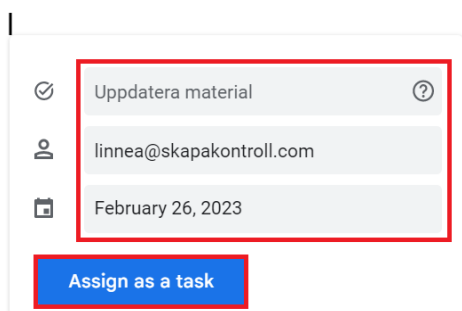 Uppdatera material
linnea@skapakontroll.com
February 26, 2023
Assign as a task